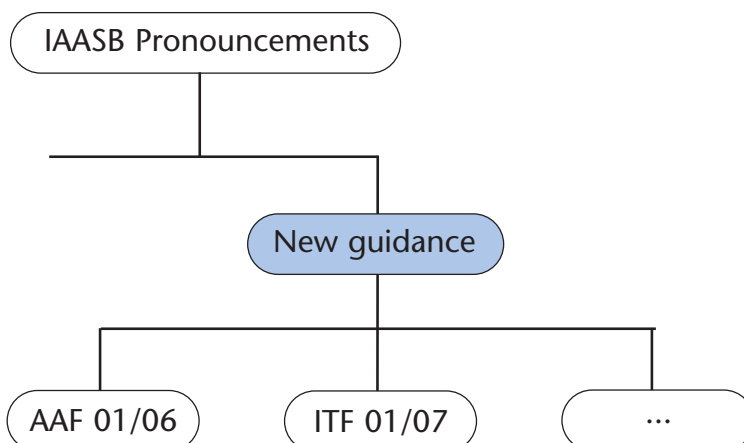 IAASB Pronouncements
New guidance
AAF 01/06
ITF 01/07
...